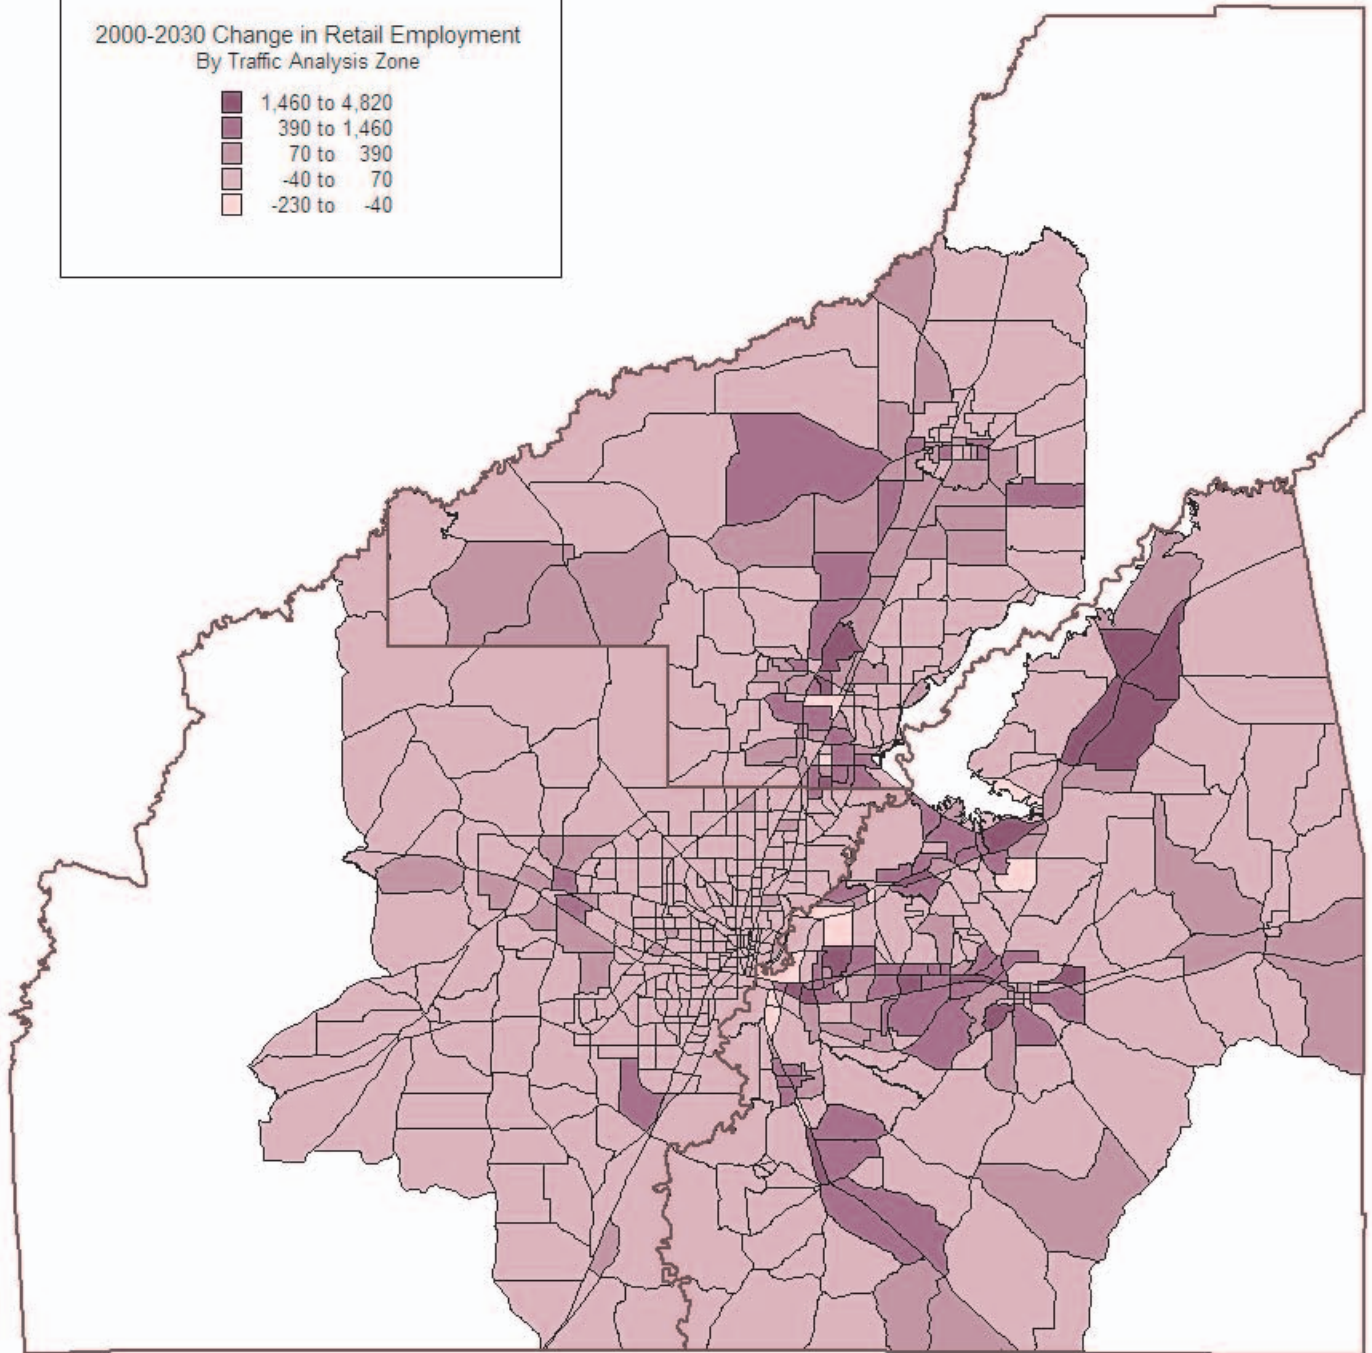 2000-2030 Change in Retail Employment
By Traffic Analysis Zone
1,460 to 4,820
390 to 1,460
70 to 390
-40 to 70
-230 to -40